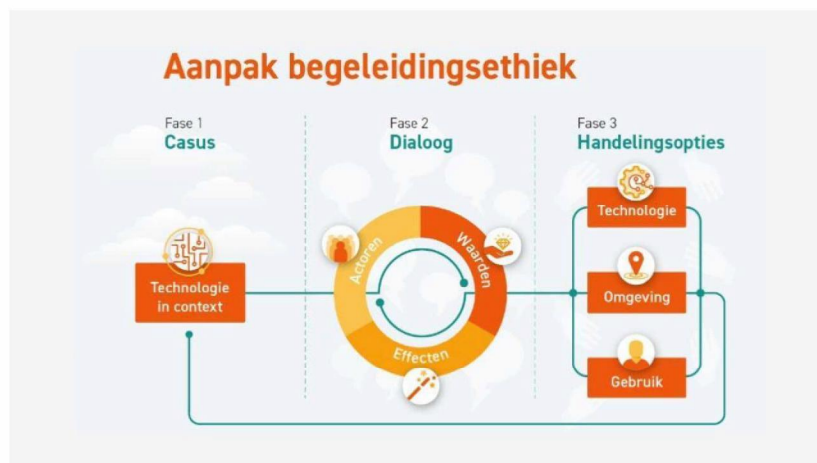 Aanpak begeleidingsethiek
Fase 1
Casus
Fase 2
Dialoog
Fase 3
Handelingsopties
Technologie
in context
Actoren
Waarden
Effecten
Technologie
Omgeving
Gebruik